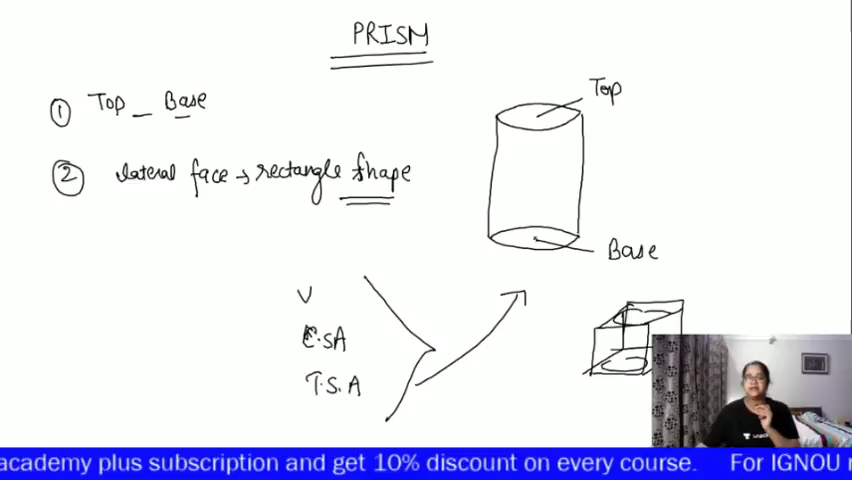 PRISM
① Top _ Base
② lateral face → rectangle shape
Top
Base
V
C.SA
T.S.A
academy plus subscription and get 10% discount on every course. For IGNOU